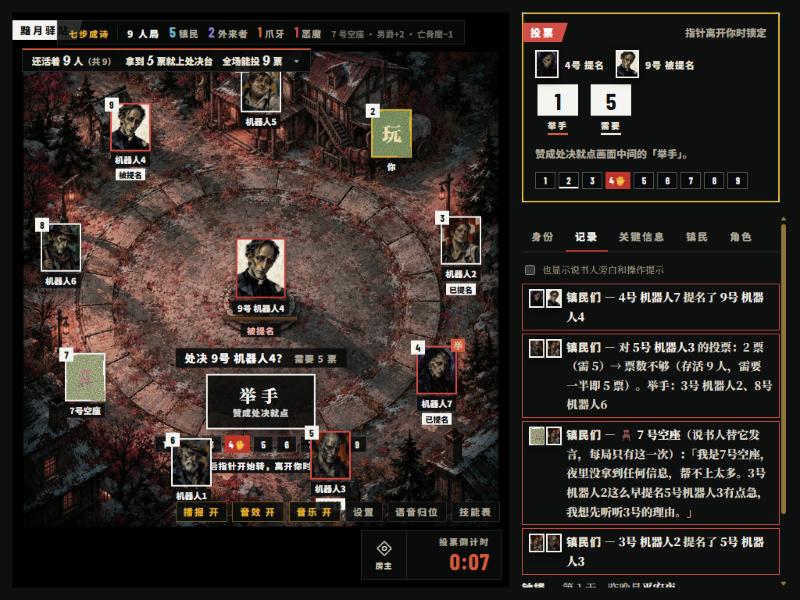 黯月驿
七步成诗 9 人局 5 镇民 2 外来者 1 爪牙 1 恶魔 7 号空座 · 男爵+2 · 亡骨魔−1
还活着 9 人 (共 9) 拿到 5 票就上处决台 全场能投 9 票
9
机器人4
被提名
机器人5
2
玩
你
8
机器人6
3
机器人2
已提名
9号 机器人4
被提名
7
7号空座
处决 9号 机器人4? 需要 5 票
举手
赞成处决就点
4
举
机器人7
已提名
4 5 6 9
后指针开始转，离开你时
6
机器人1
5
机器人3
播报 开 音效 开 音乐 开 设置 语音归位 技能表
房主
投票倒计时
0:07
投票
指针离开你时锁定
4号 提名 9号 被提名
1 5
举手 需要
赞成处决就点画面中间的「举手」。
1 2 3 4 5 6 7 8 9
身份 记录 关键信息 镇民 角色
也显示说书人旁白和操作提示
镇民们 — 4号 机器人7 提名了 9号 机器人4
镇民们 — 对 5号 机器人3 的投票：2 票
（需 5）→ 票数不够（存活 9 人，需要
一半即 5 票）。举手：3号 机器人2、8号
机器人6
镇民们 — 7 号空座（说书人替它发
言，每局只有这一次）：「我是7号空座，
夜里没拿到任何信息，帮不上太多。3号
机器人2这么早提名5号机器人3有点急，
我想先听听3号的理由。」
镇民们 — 3号 机器人2 提名了 5号 机器
人3